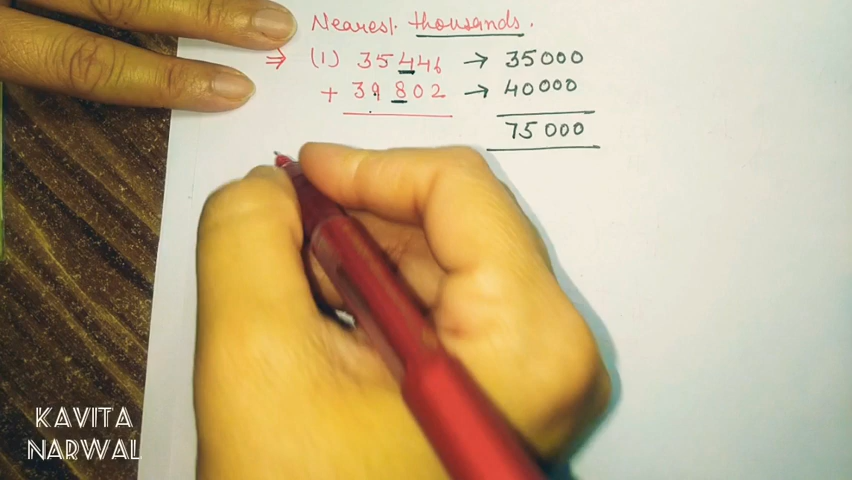 Nearest thousands.
⇒ (1) 35446 → 35000
+ 39802 → 40000
75000
KAVITA
NARWAL